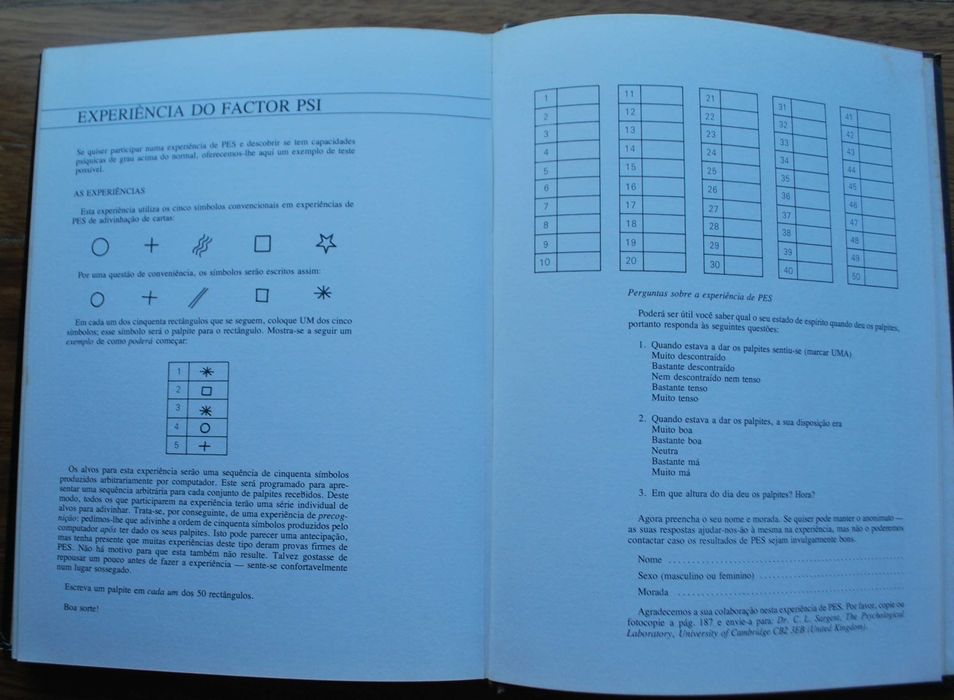 EXPERIÊNCIA DO FACTOR PSI
Se quiser participar numa experiência de PES e descobrir se tem capacidades
psíquicas de grau acima do normal, oferecemos-lhe aqui um exemplo de teste
possível.
AS EXPERIÊNCIAS
Esta experiência utiliza os cinco símbolos convencionais em experiências de
PES de adivinhação de cartas:
Por uma questão de conveniência, os símbolos serão escritos assim:
Em cada um dos cinquenta rectângulos que se seguem, coloque UM dos cinco
símbolos; esse símbolo será o palpite para o rectângulo. Mostra-se a seguir um
exemplo de como poderá começar:
1
2
3
4
5
Os alvos para esta experiência serão uma sequência de cinquenta símbolos
produzidos arbitrariamente por computador. Este será programado para apre-
sentar uma sequência arbitrária para cada conjunto de palpites recebidos. Deste
modo, todos os que participarem na experiência terão uma série individual de
alvos para adivinhar. Trata-se, por conseguinte, de uma experiência de precog-
nição: pedimos-lhe que adivinhe a ordem de cinquenta símbolos produzidos pelo
computador após ter dado os seus palpites. Isto pode parecer uma antecipação,
mas tenha presente que muitas experiências deste tipo deram provas firmes de
PES. Não há motivo para que esta também não resulte. Talvez gostasse de
repousar um pouco antes de fazer a experiência — sente-se confortavelmente
num lugar sossegado.
Escreva um palpite em cada um dos 50 rectângulos.
Boa sorte!
1 11 21 31 41
2 12 22 32 42
3 13 23 33 43
4 14 24 34 44
5 15 25 35 45
6 16 26 36 46
7 17 27 37 47
8 18 28 38 48
9 19 29 39 49
10 20 30 40 50
Perguntas sobre a experiência de PES
Poderá ser útil você saber qual o seu estado de espírito quando deu os palpites,
portanto responda às seguintes questões:
1. Quando estava a dar os palpites sentiu-se (marcar UMA)
Muito descontraído
Bastante descontraído
Nem descontraído nem tenso
Bastante tenso
Muito tenso
2. Quando estava a dar os palpites, a sua disposição era
Muito boa
Bastante boa
Neutra
Bastante má
Muito má
3. Em que altura do dia deu os palpites? Hora?
Agora preencha o seu nome e morada. Se quiser pode manter o anonimato —
as suas respostas ajudar-nos-ão à mesma na experiência, mas não o poderemos
contactar caso os resultados de PES sejam invulgarmente bons.
Nome
Sexo (masculino ou feminino)
Morada
Agradecemos a sua colaboração nesta experiência de PES. Por favor, copie ou
fotocopie a pág. 187 e envie-a para: Dr. C. L. Sargent, The Psychological
Laboratory, University of Cambridge CB2 3EB (United Kingdom).